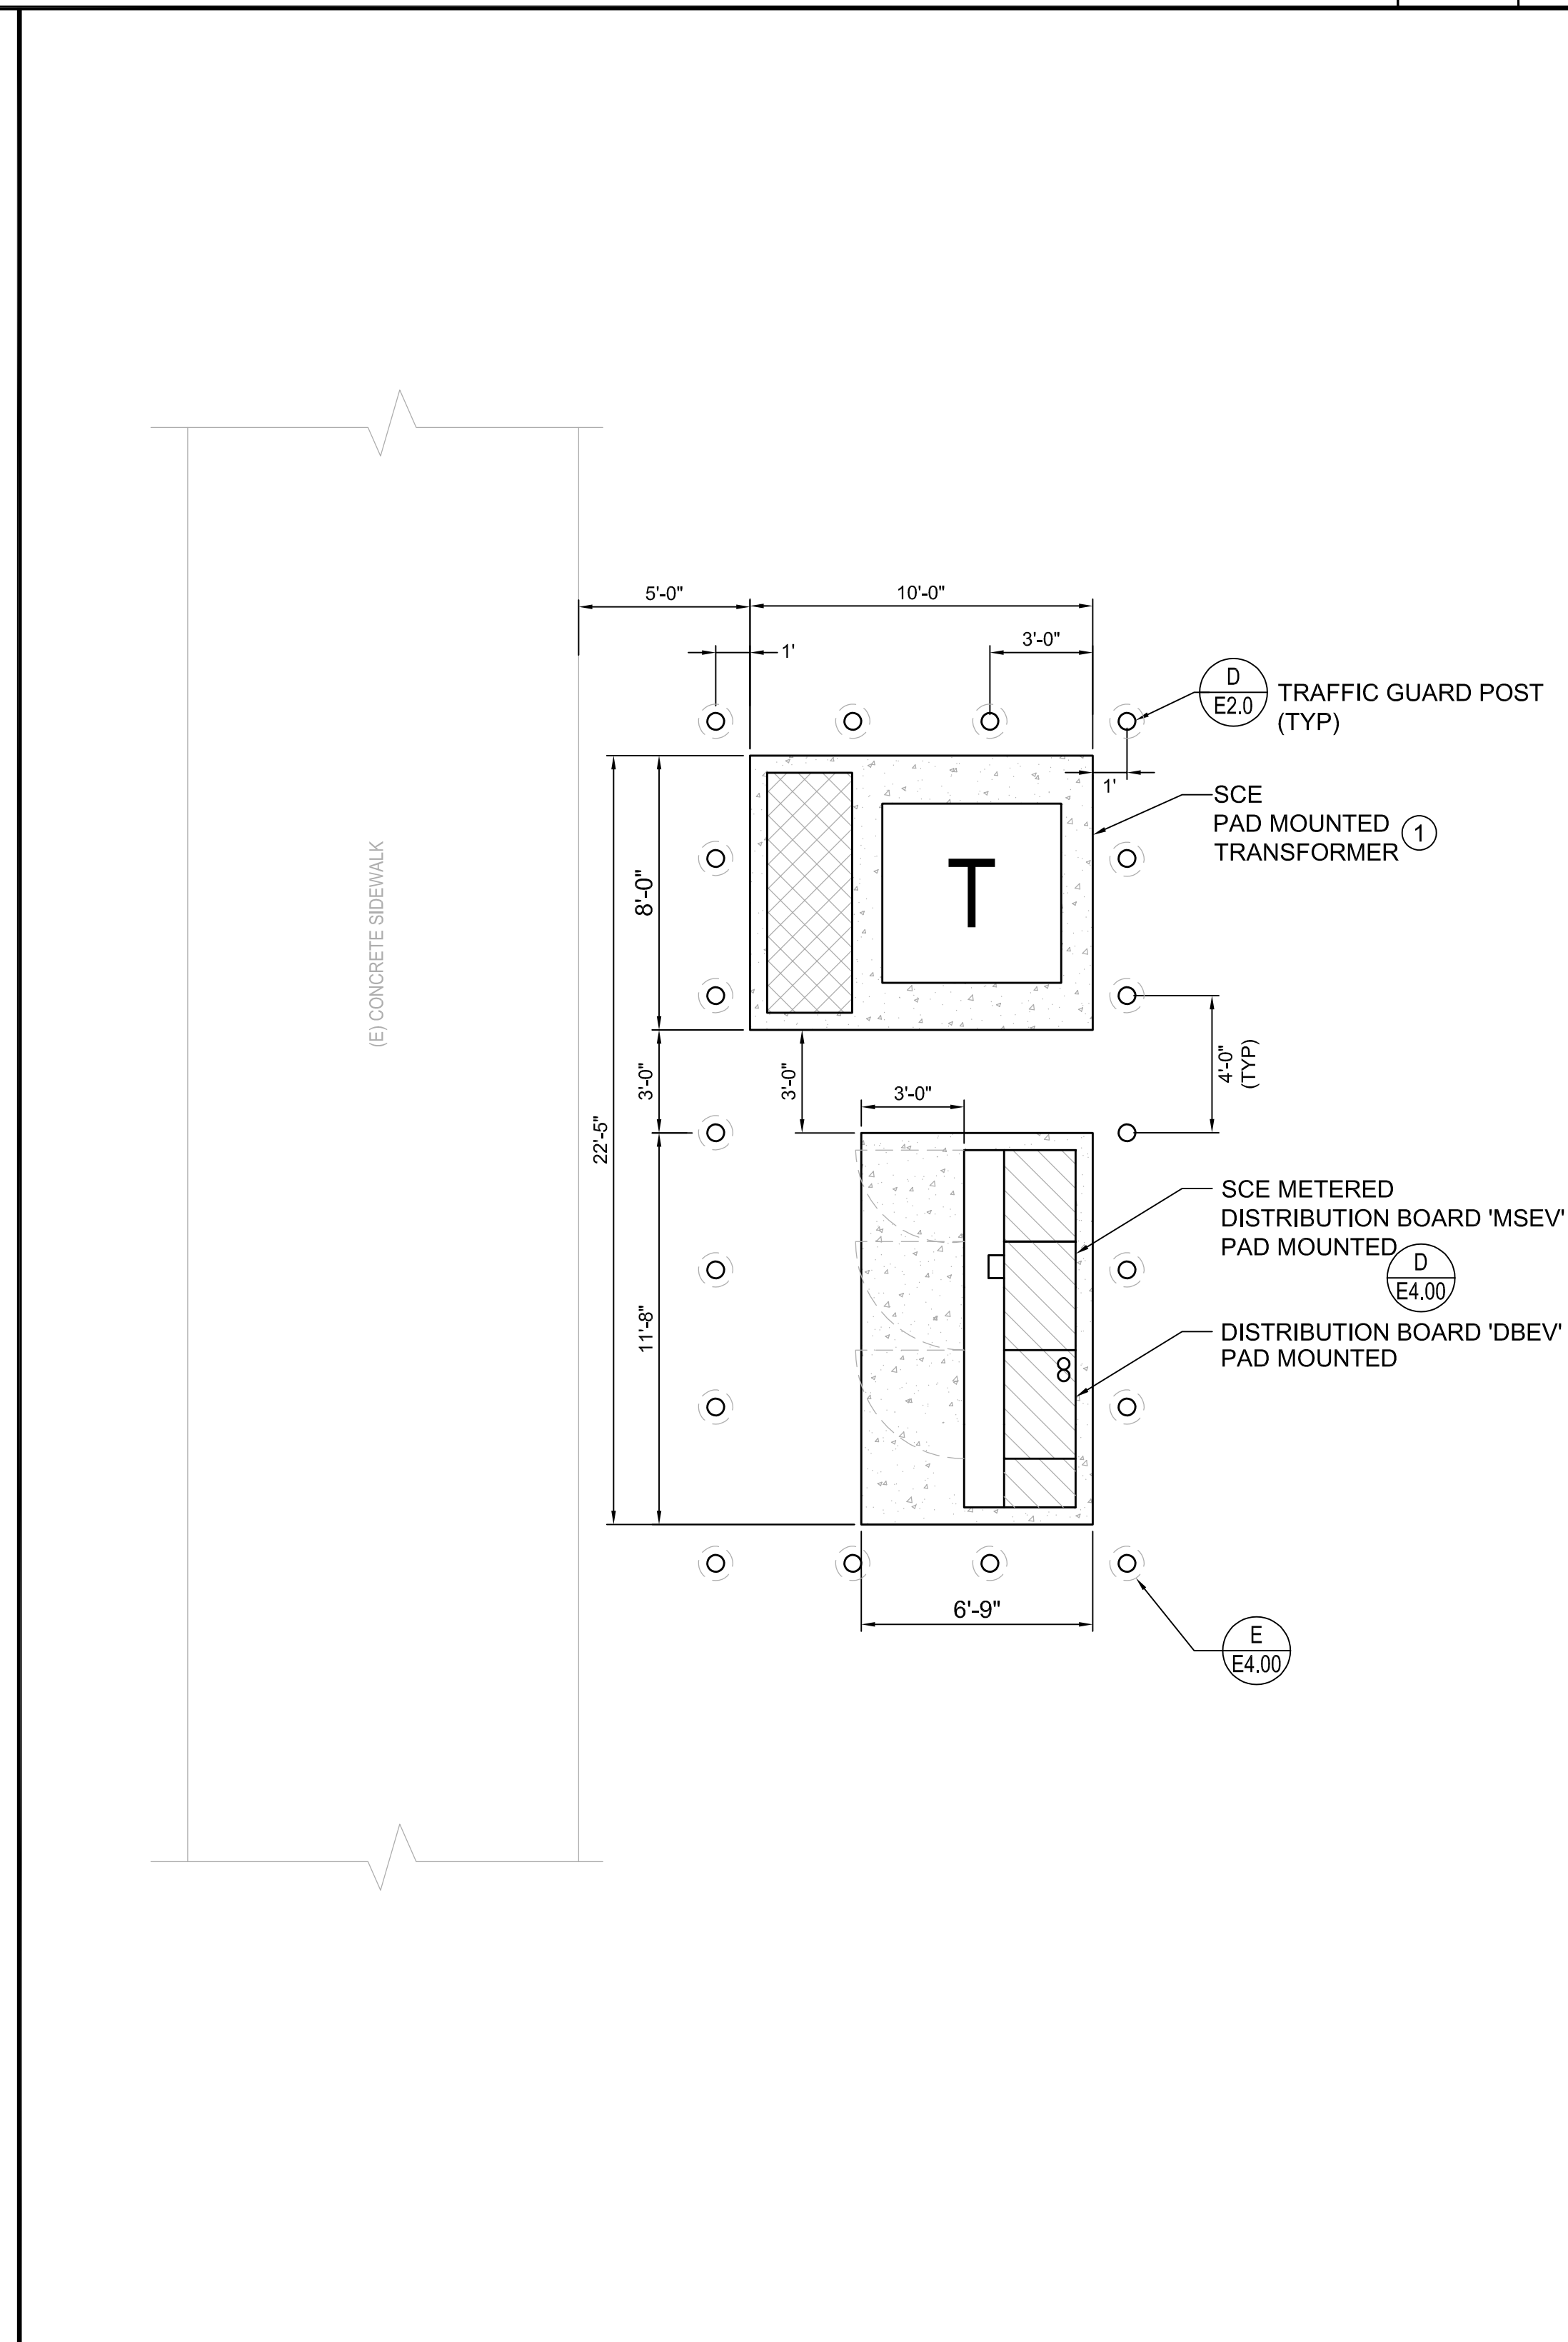 5'-0"
10'-0"
1'
3'-0"
D
E2.0
TRAFFIC GUARD POST
(TYP)
1'
SCE
PAD MOUNTED
TRANSFORMER
1
T
8'-0"
(E) CONCRETE SIDEWALK
3'-0"
3'-0"
4'-0"
(TYP)
3'-0"
22'-5"
SCE METERED
DISTRIBUTION BOARD 'MSEV'
PAD MOUNTED
D
E4.00
11'-8"
DISTRIBUTION BOARD 'DBEV'
PAD MOUNTED
6'-9"
E
E4.00